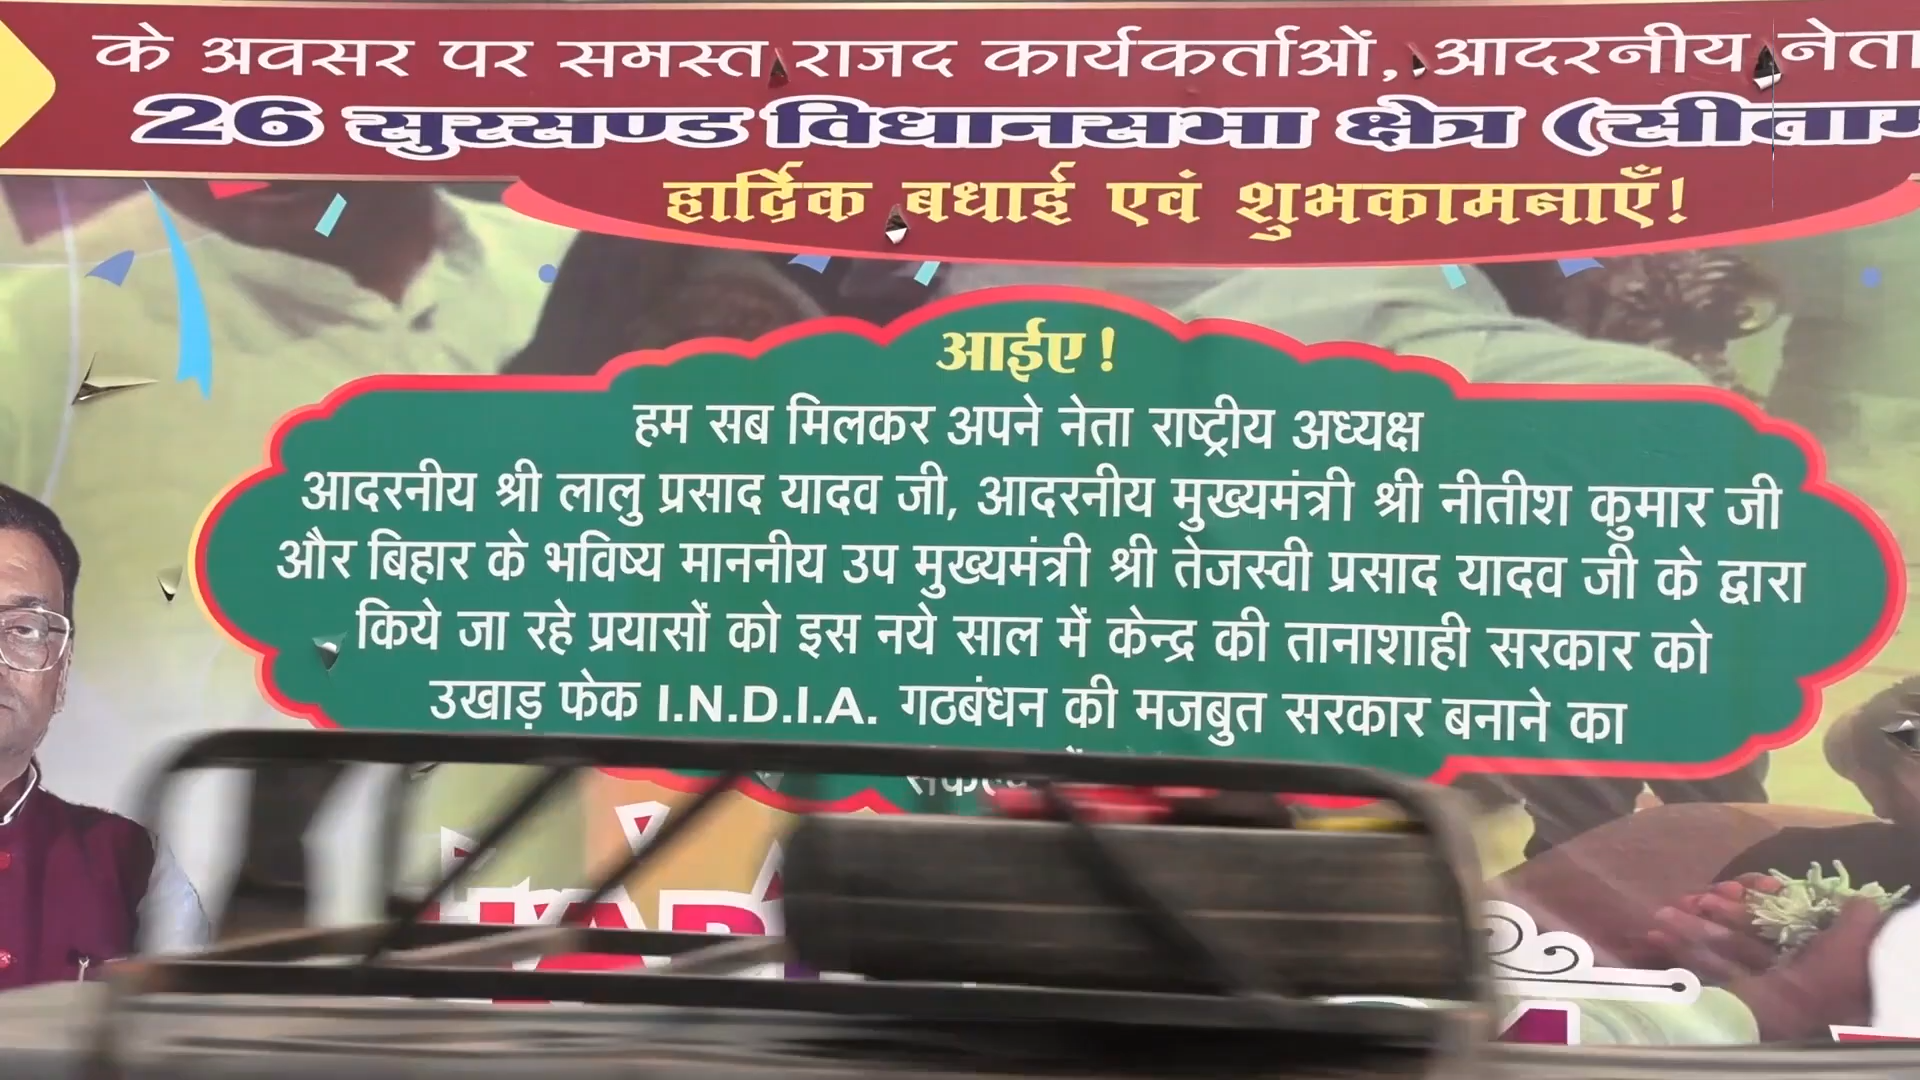 के अवसर पर समस्त राजद कार्यकर्ताओं, आदरनीय नेता
26 सुरसण्ड विधानसभा क्षेत्र (सीताम
हार्दिक बधाई एवं शुभकामनाएँ!
आईए !
हम सब मिलकर अपने नेता राष्ट्रीय अध्यक्ष
आदरनीय श्री लालु प्रसाद यादव जी, आदरनीय मुख्यमंत्री श्री नीतीश कुमार जी
और बिहार के भविष्य माननीय उप मुख्यमंत्री श्री तेजस्वी प्रसाद यादव जी के द्वारा
किये जा रहे प्रयासों को इस नये साल में केन्द्र की तानाशाही सरकार को
उखाड़ फेक I.N.D.I.A. गठबंधन की मजबुत सरकार बनाने का